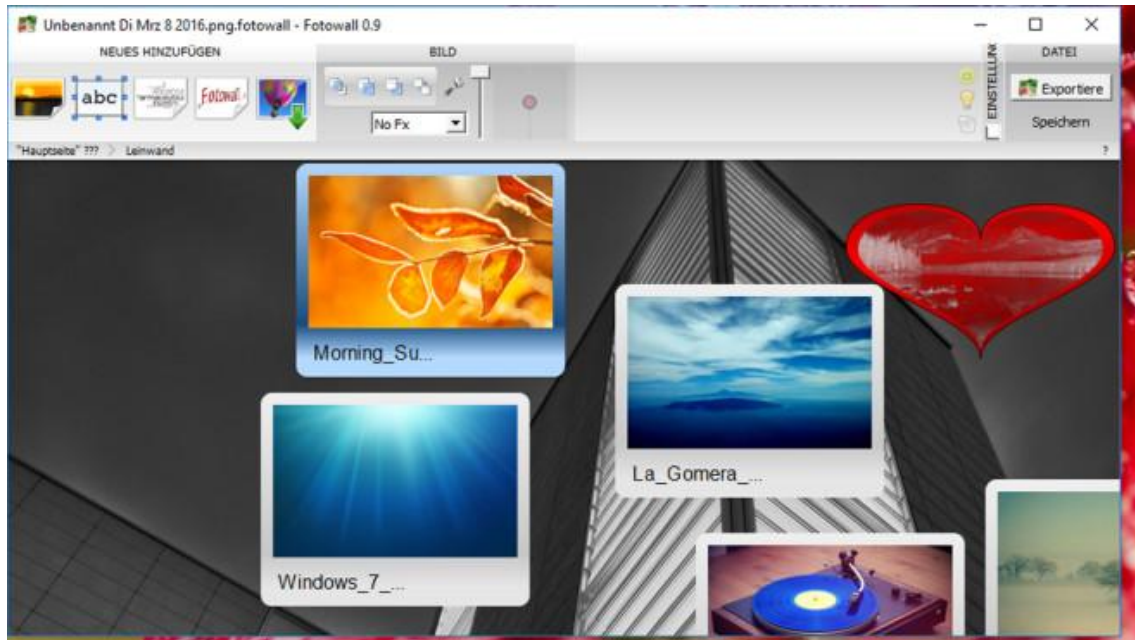 Unbenannt Di Mrz 8 2016.png.fotowall - Fotowall 0.9
NEUES HINZUFÜGEN
BILD
EINSTELLUNG
DATEI
abc
Fotowall
No Fx
Exportiere
Speichern
"Hauptseite" ??? > Leinwand
?
Morning_Su...
La_Gomera_...
Windows_7_...